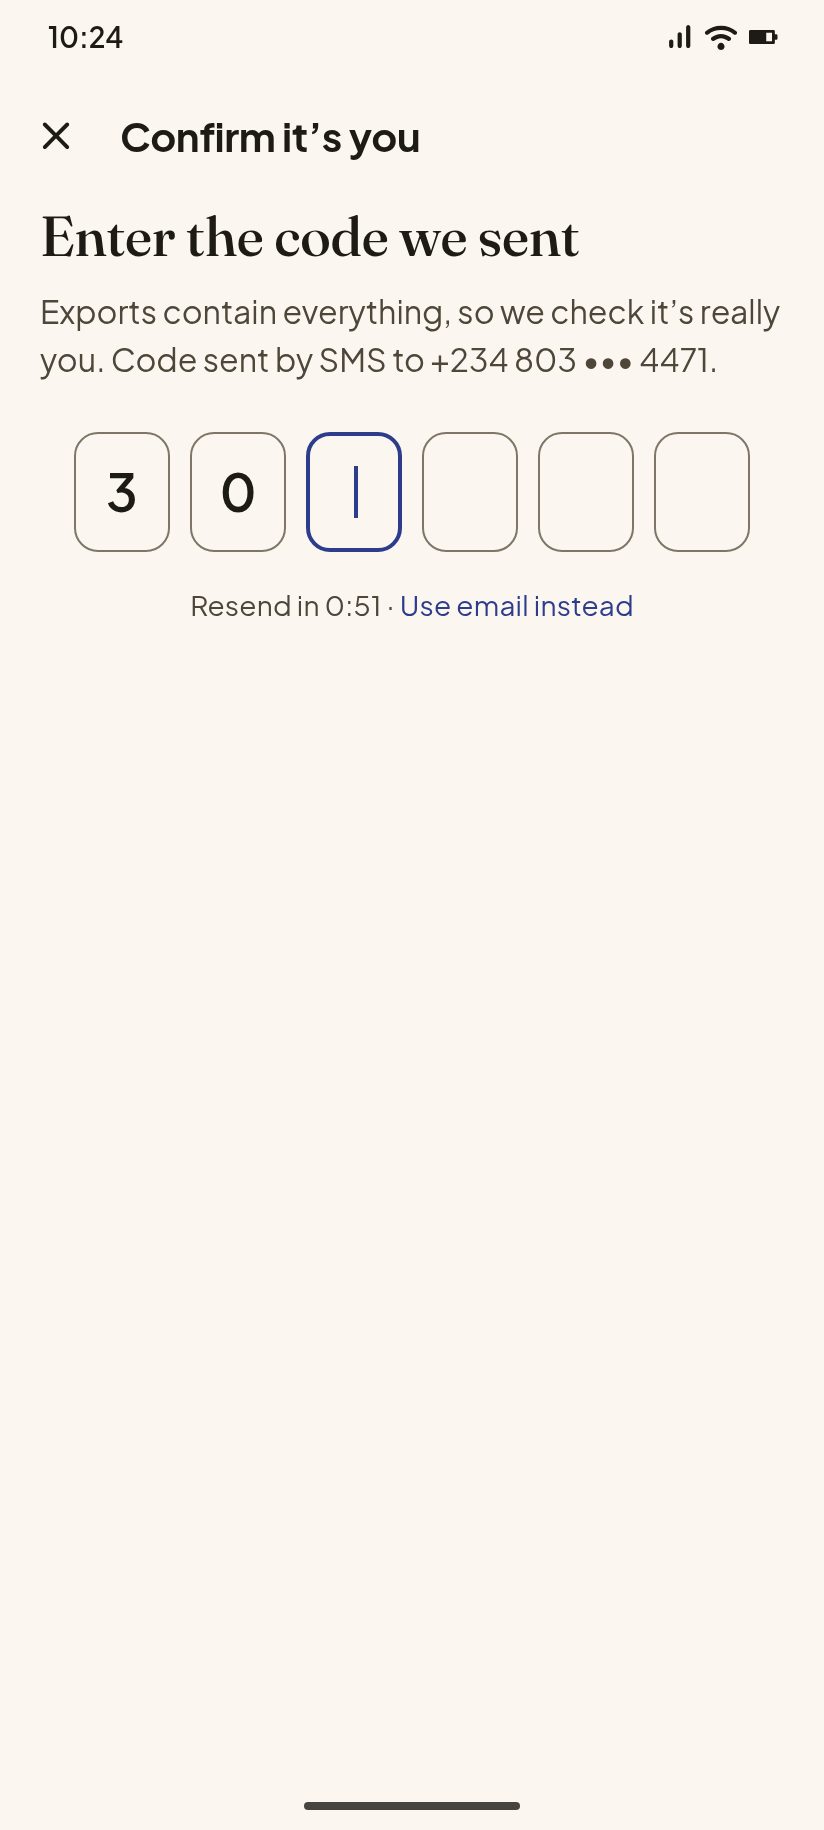 10:24
Confirm it’s you
Enter the code we sent
Exports contain everything, so we check it’s really
you. Code sent by SMS to +234 803 ••• 4471.
3 0
Resend in 0:51 · Use email instead